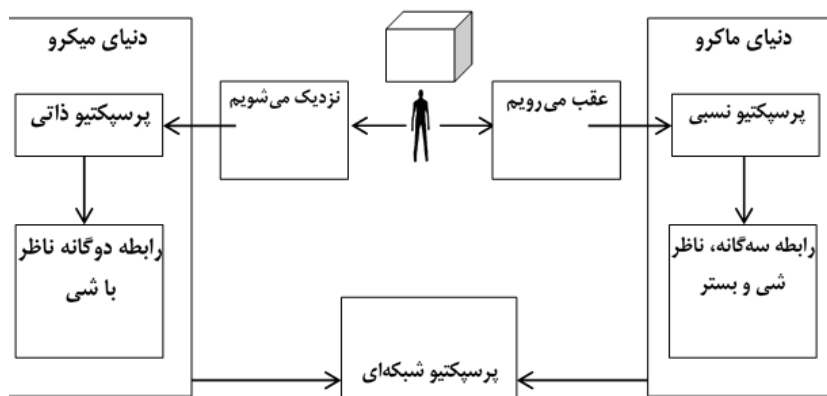 دنیای ماکرو
پرسپکتیو نسبی
رابطه سه‌گانه، ناظر
شی و بستر
عقب می‌رویم
نزدیک می‌شویم
دنیای میکرو
پرسپکتیو ذاتی
رابطه دوگانه ناظر
با شی
پرسپکتیو شبکه‌ای